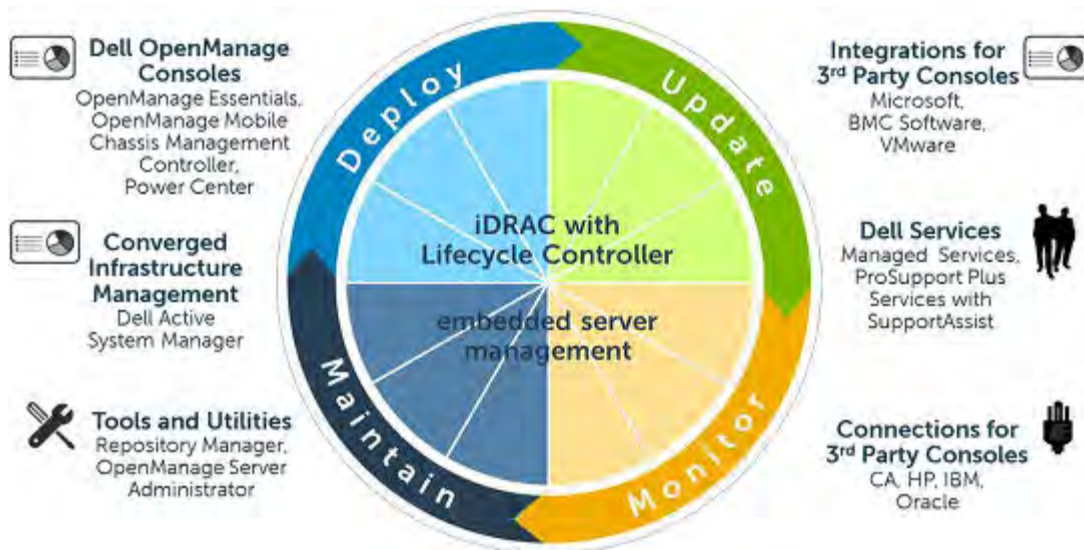 Dell OpenManage
Consoles
OpenManage Essentials,
OpenManage Mobile
Chassis Management
Controller,
Power Center
Converged
Infrastructure
Management
Dell Active
System Manager
Tools and Utilities
Repository Manager,
OpenManage Server
Administrator
Deploy
Update
Monitor
Maintain
iDRAC with
Lifecycle Controller
embedded server
management
Integrations for
3rd Party Consoles
Microsoft,
BMC Software,
VMware
Dell Services
Managed Services,
ProSupport Plus
Services with
SupportAssist
Connections for
3rd Party Consoles
CA, HP, IBM,
Oracle